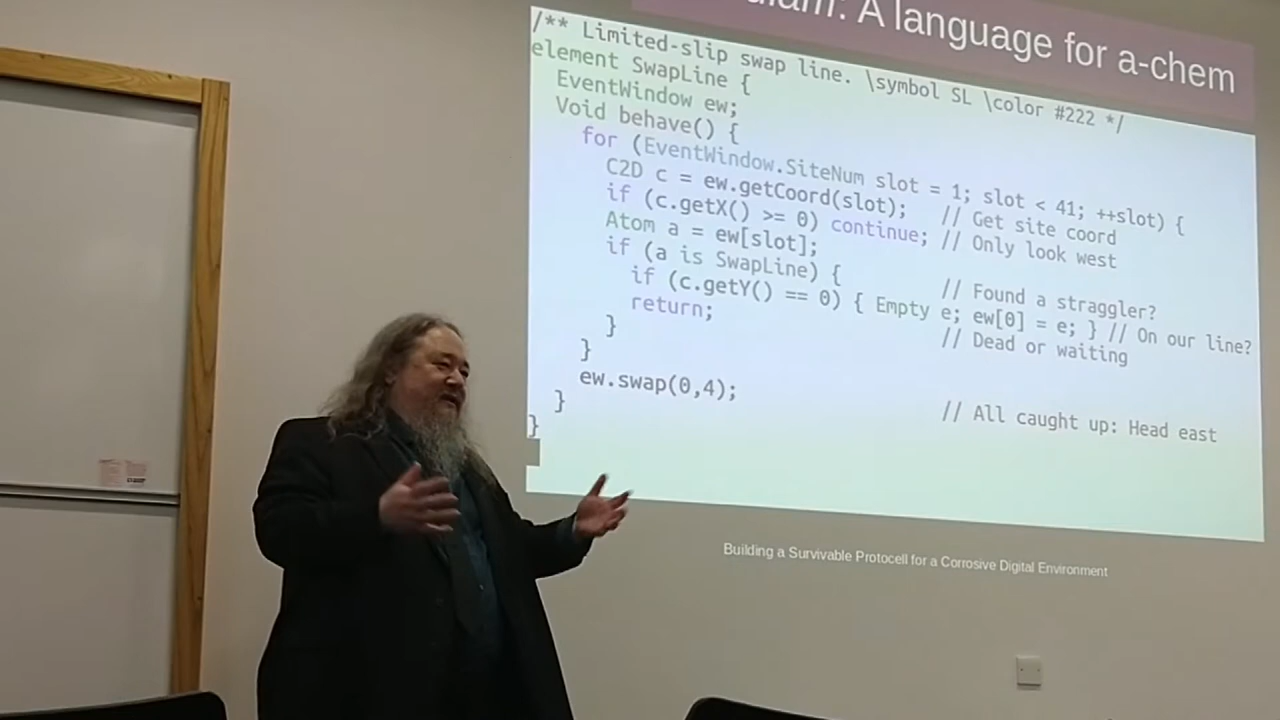 A language for a-chem
/** Limited-slip swap line. \symbol SL \color #222 */
element SwapLine {
EventWindow ew;
Void behave() {
for (EventWindow.SiteNum slot = 1; slot < 41; ++slot) {
C2D c = ew.getCoord(slot); // Get site coord
if (c.getX() >= 0) continue; // Only look west
Atom a = ew[slot];
if (a is SwapLine) { // Found a straggler?
if (c.getY() == 0) { Empty e; ew[0] = e; } // On our line?
return; // Dead or waiting
}
}
ew.swap(0,4); // All caught up: Head east
}
}
Building a Survivable Protocell for a Corrosive Digital Environment